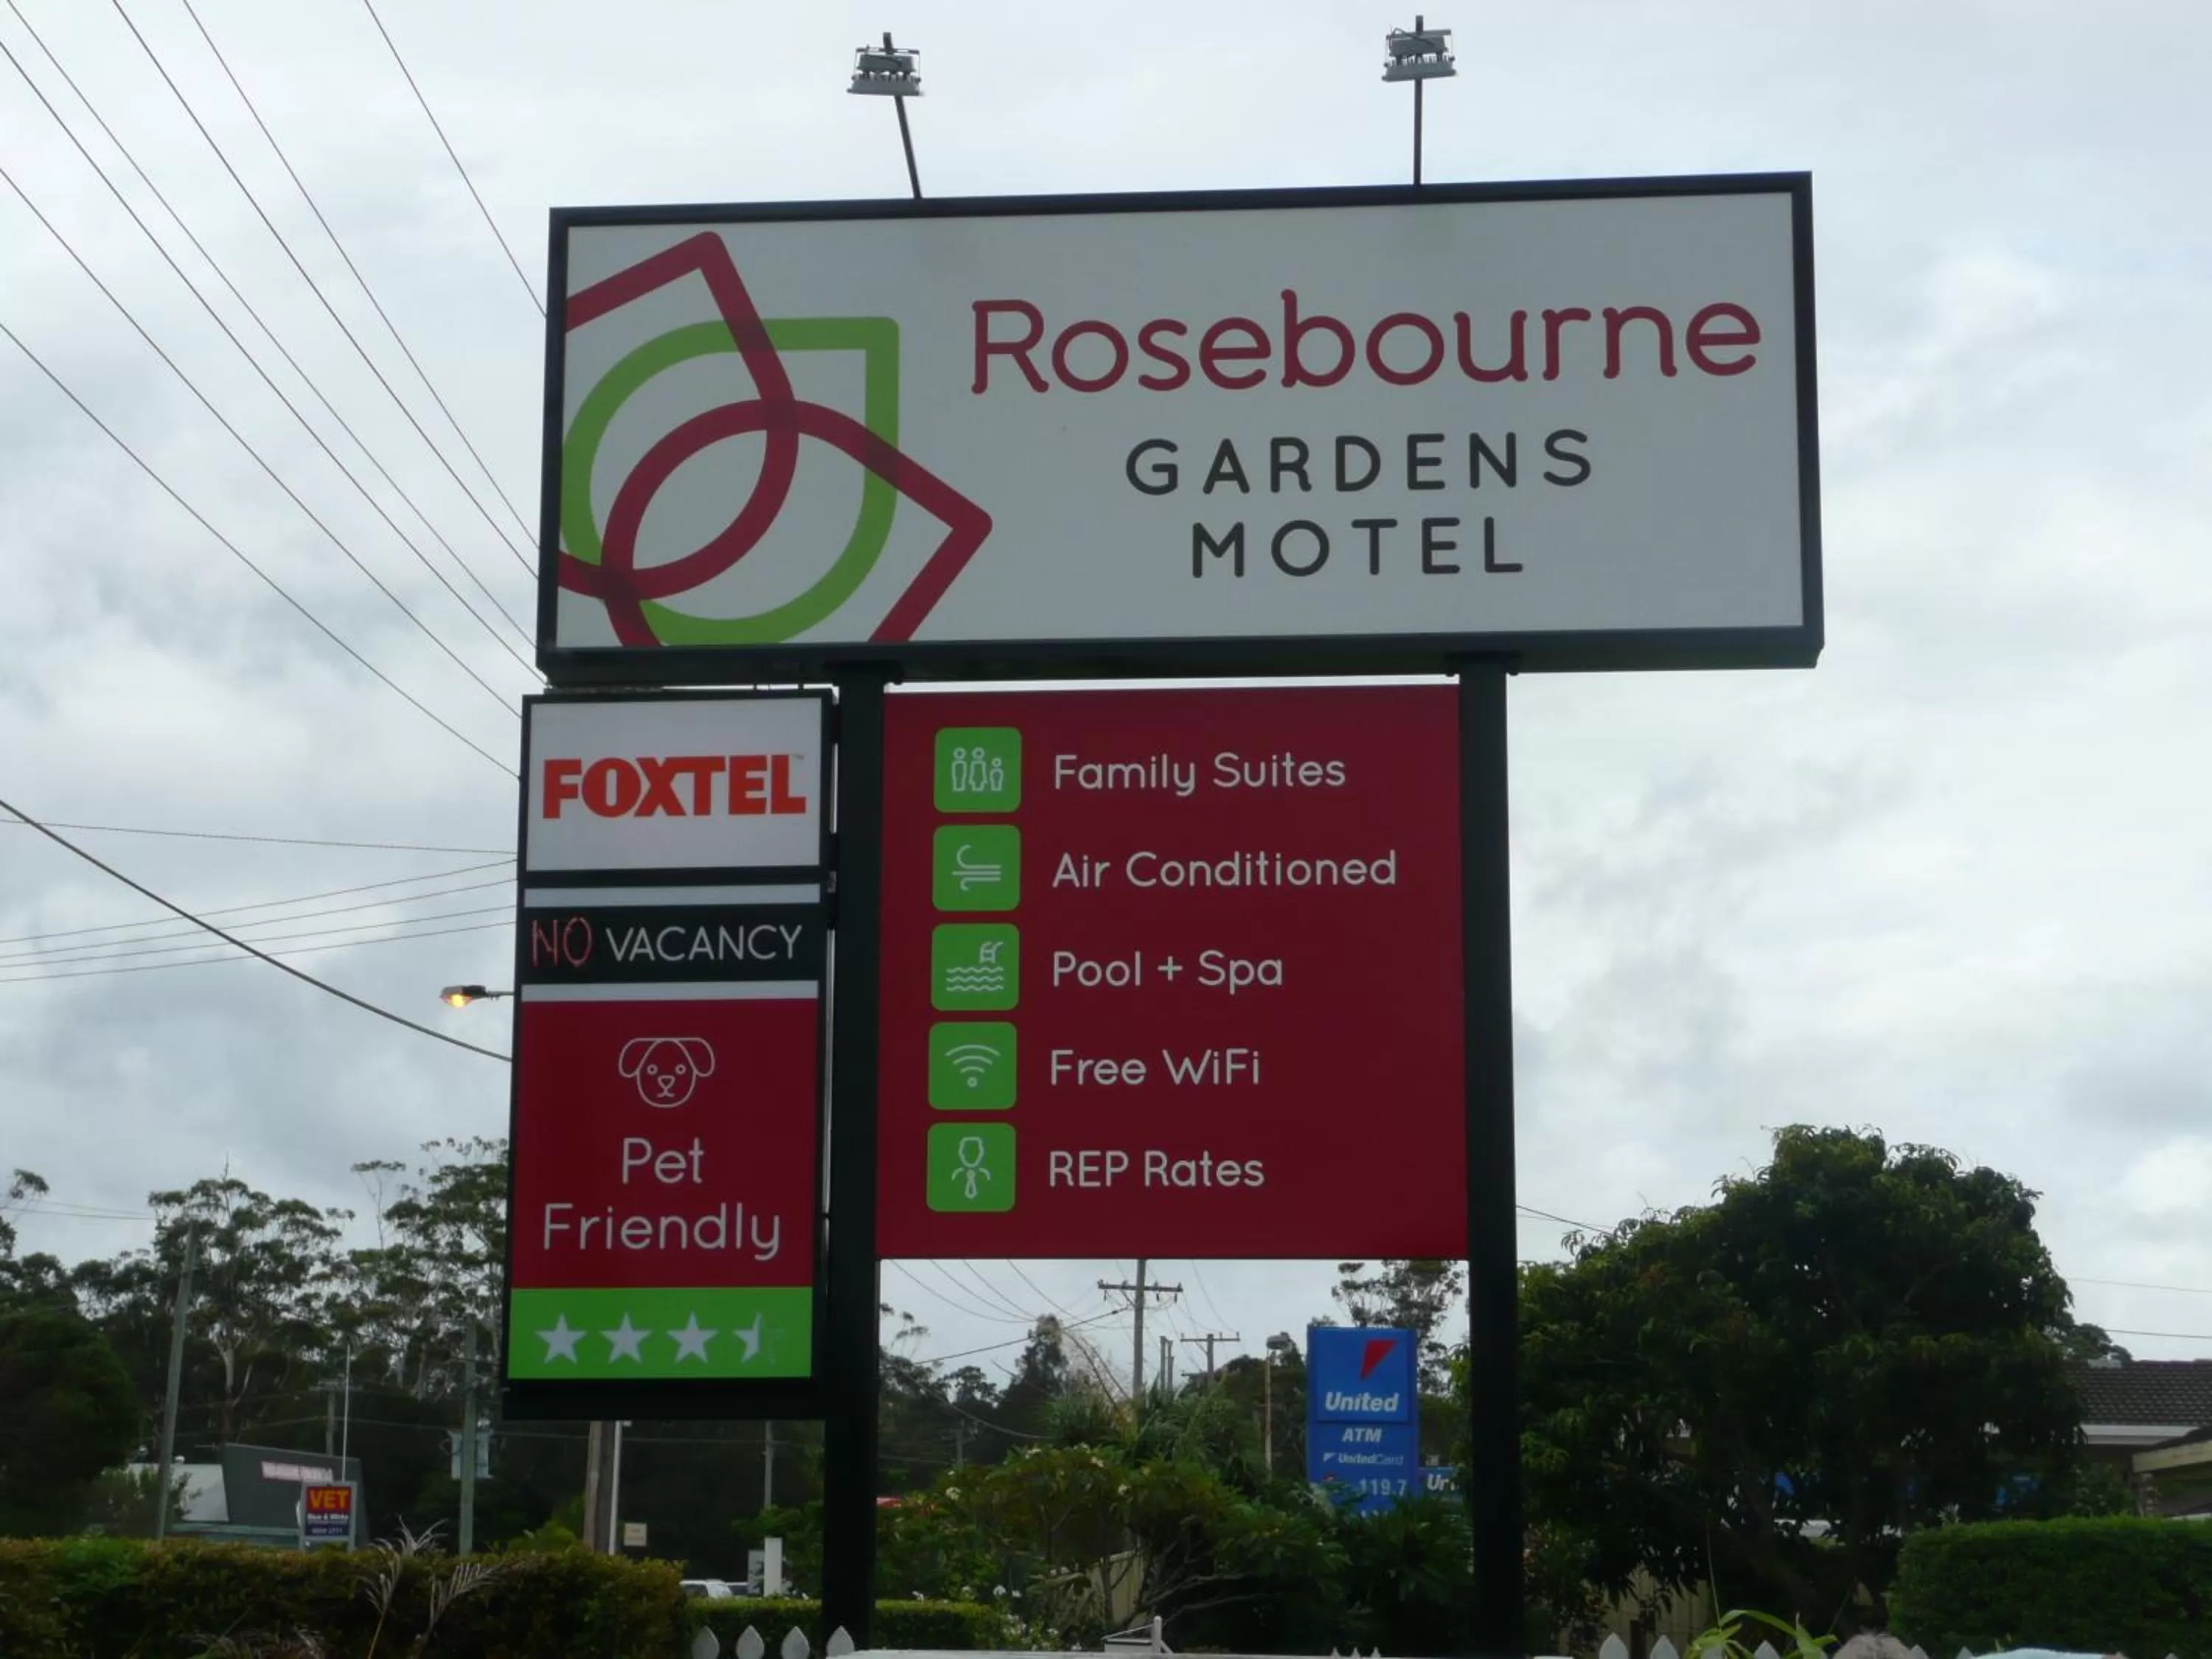 Rosebourne
GARDENS
MOTEL
FOXTEL
NO VACANCY
Pet
Friendly
Family Suites
Air Conditioned
Pool + Spa
Free WiFi
REP Rates
United
ATM
UnitedCard
119.7
VET